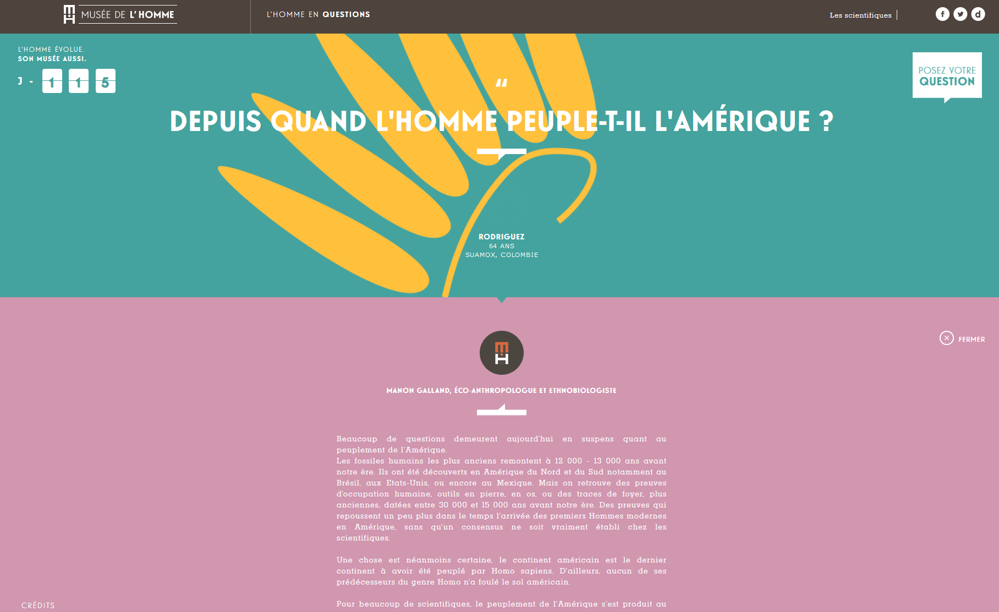 MUSÉE DE L'HOMME
L'HOMME EN QUESTIONS
Les scientifiques
L'HOMME ÉVOLUE.
SON MUSÉE AUSSI.
J - 1 1 5
POSEZ VOTRE
QUESTION
“
DEPUIS QUAND L'HOMME PEUPLE-T-IL L'AMÉRIQUE ?
RODRIGUEZ
64 ANS
SUAMOX, COLOMBIE
FERMER
MANON GALLAND, ÉCO-ANTHROPOLOGUE ET ETHNOBIOLOGISTE
Beaucoup de questions demeurent aujourd'hui en suspens quant au
peuplement de l'Amérique.
Les fossiles humains les plus anciens remontent à 12 000 - 13 000 ans avant
notre ère. Ils ont été découverts en Amérique du Nord et du Sud notamment au
Brésil, aux Etats-Unis, ou encore au Mexique. Mais on retrouve des preuves
d'occupation humaine, outils en pierre, en os, ou des traces de foyer, plus
anciennes, datées entre 30 000 et 15 000 ans avant notre ère. Des preuves qui
repoussent un peu plus dans le temps l'arrivée des premiers Hommes modernes
en Amérique, sans qu'un consensus ne soit vraiment établi chez les
scientifiques.
Une chose est néanmoins certaine, le continent américain est le dernier
continent à avoir été peuplé par Homo sapiens. D'ailleurs, aucun de ses
prédécesseurs du genre Homo n'a foulé le sol américain.
Pour beaucoup de scientifiques, le peuplement de l'Amérique s'est produit au
CRÉDITS